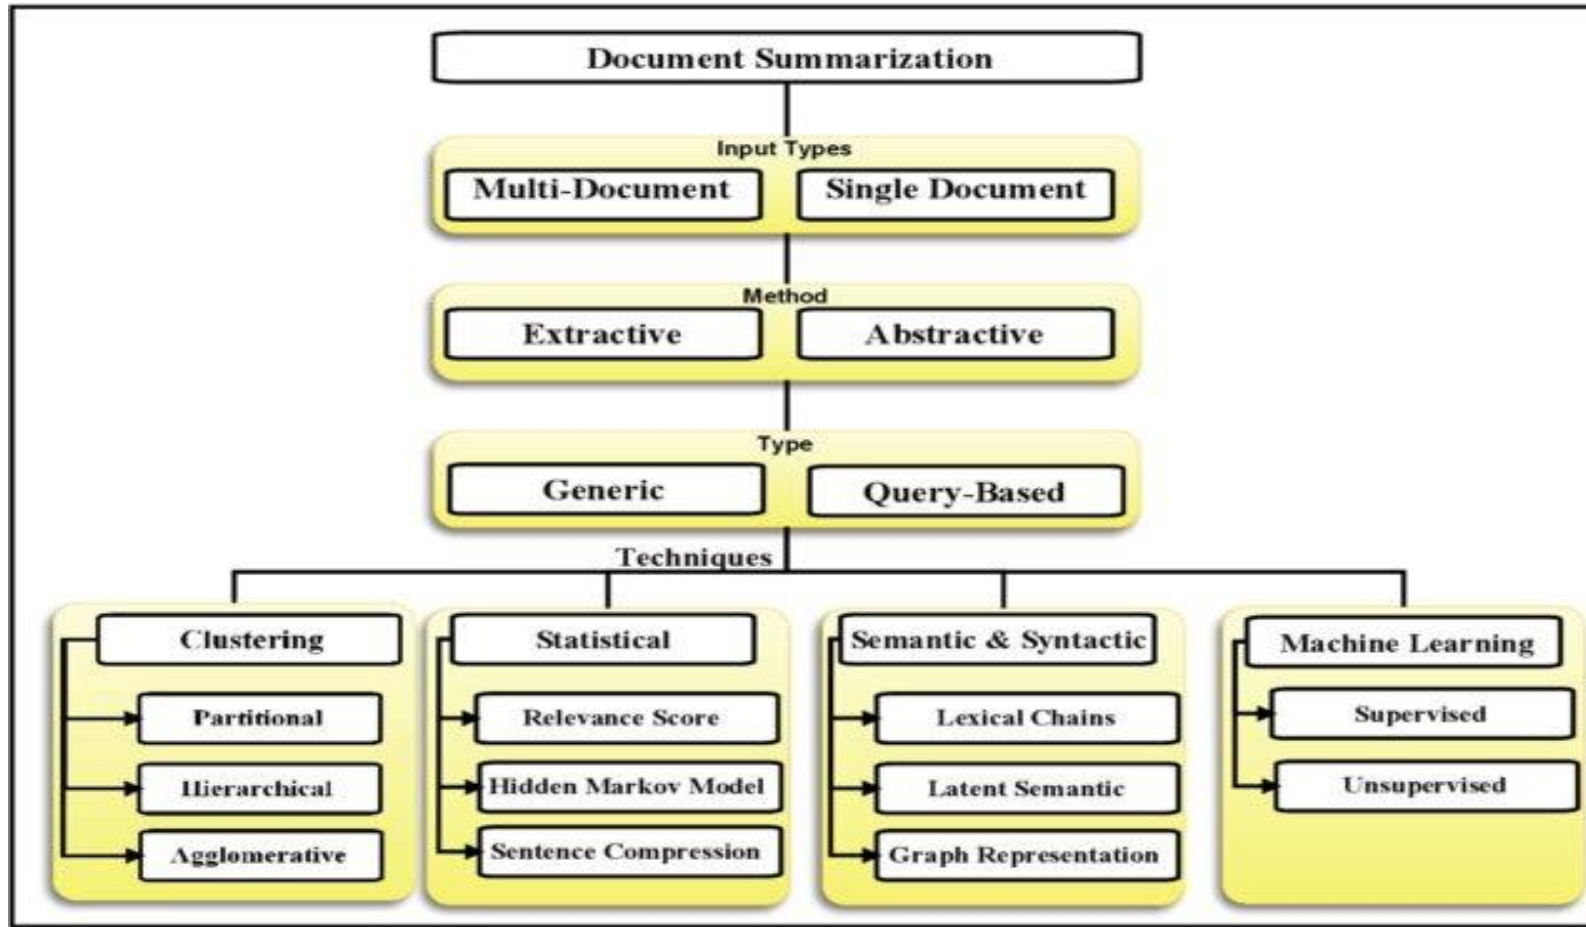 Document Summarization
Input Types
Multi-Document
Single Document
Method
Extractive
Abstractive
Type
Generic
Query-Based
Techniques
Clustering
Partitional
Hierarchical
Agglomerative
Statistical
Relevance Score
Hidden Markov Model
Sentence Compression
Semantic & Syntactic
Lexical Chains
Latent Semantic
Graph Representation
Machine Learning
Supervised
Unsupervised